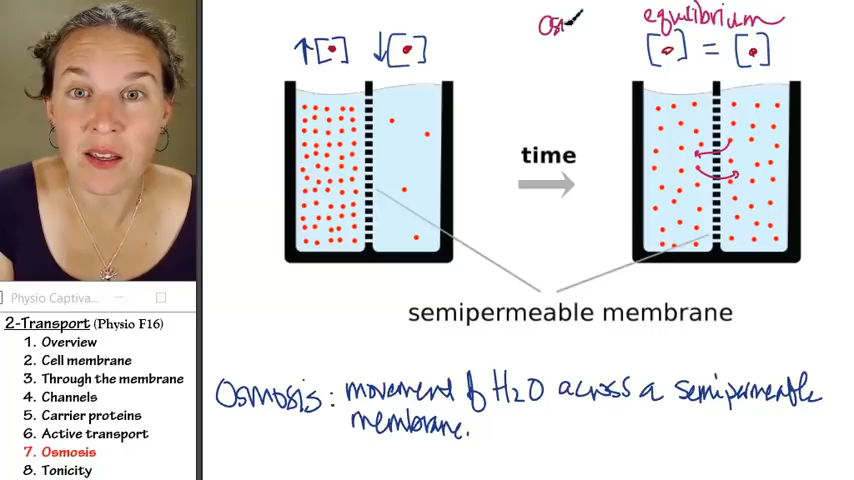 Osm
equilibrium
↑[•] ↓[•]
[•] = [•]
time
semipermeable membrane
Osmosis: movement of H₂O across a semipermeable
membrane.
Physio Captiva...
2-Transport (Physio F16)
1. Overview
2. Cell membrane
3. Through the membrane
4. Channels
5. Carrier proteins
6. Active transport
7. Osmosis
8. Tonicity